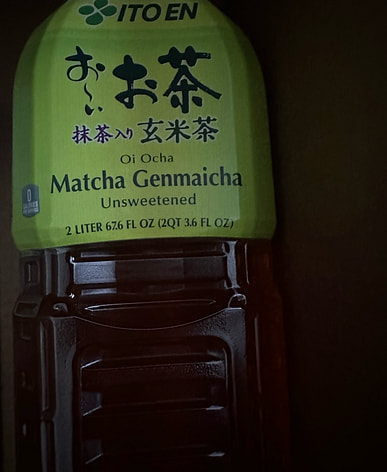 ITO EN
お〜いお茶
抹茶入り玄米茶
Oi Ocha
Matcha Genmaicha
Unsweetened
0
2 LITER 67.6 FL OZ (2QT 3.6 FL OZ)